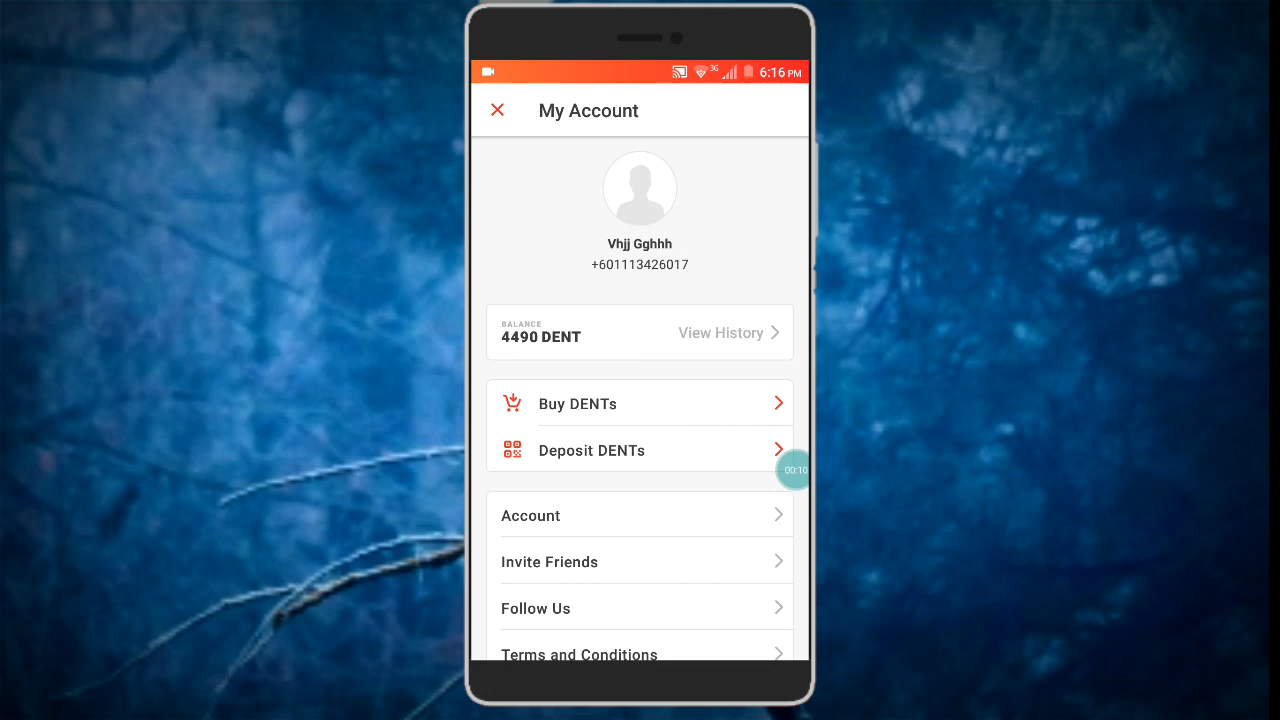 3G 6:16 PM
My Account
Vhjj Gghhh
+601113426017
BALANCE
4490 DENT
View History
Buy DENTs
Deposit DENTs
00:10
Account
Invite Friends
Follow Us
Terms and Conditions